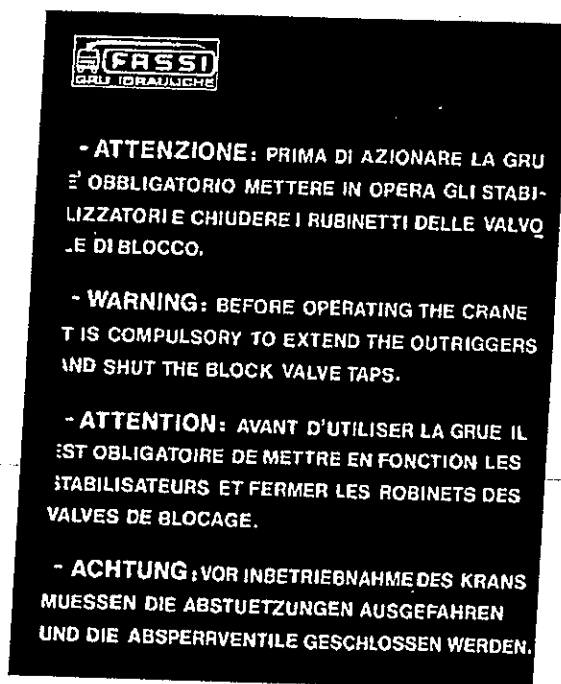 FASSI
GRU IDRAULICHE
- ATTENZIONE: PRIMA DI AZIONARE LA GRU
E' OBBLIGATORIO METTERE IN OPERA GLI STABI-
LIZZATORI E CHIUDERE I RUBINETTI DELLE VALVO
LE DI BLOCCO.
- WARNING: BEFORE OPERATING THE CRANE
T IS COMPULSORY TO EXTEND THE OUTRIGGERS
AND SHUT THE BLOCK VALVE TAPS.
- ATTENTION: AVANT D'UTILISER LA GRUE IL
EST OBLIGATOIRE DE METTRE EN FONCTION LES
STABILISATEURS ET FERMER LES ROBINETS DES
VALVES DE BLOCAGE.
- ACHTUNG: VOR INBETRIEBNAHME DES KRANS
MUESSEN DIE ABSTUETZUNGEN AUSGEFAHREN
UND DIE ABSPERRVENTILE GESCHLOSSEN WERDEN.